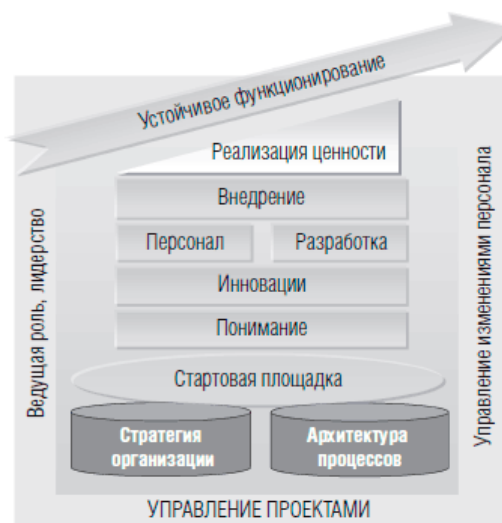 Устойчивое функционирование
Реализация ценности
Внедрение
Персонал
Разработка
Инновации
Понимание
Стартовая площадка
Стратегия
организации
Архитектура
процессов
Ведущая роль, лидерство
Управление изменениями персонала
УПРАВЛЕНИЕ ПРОЕКТАМИ